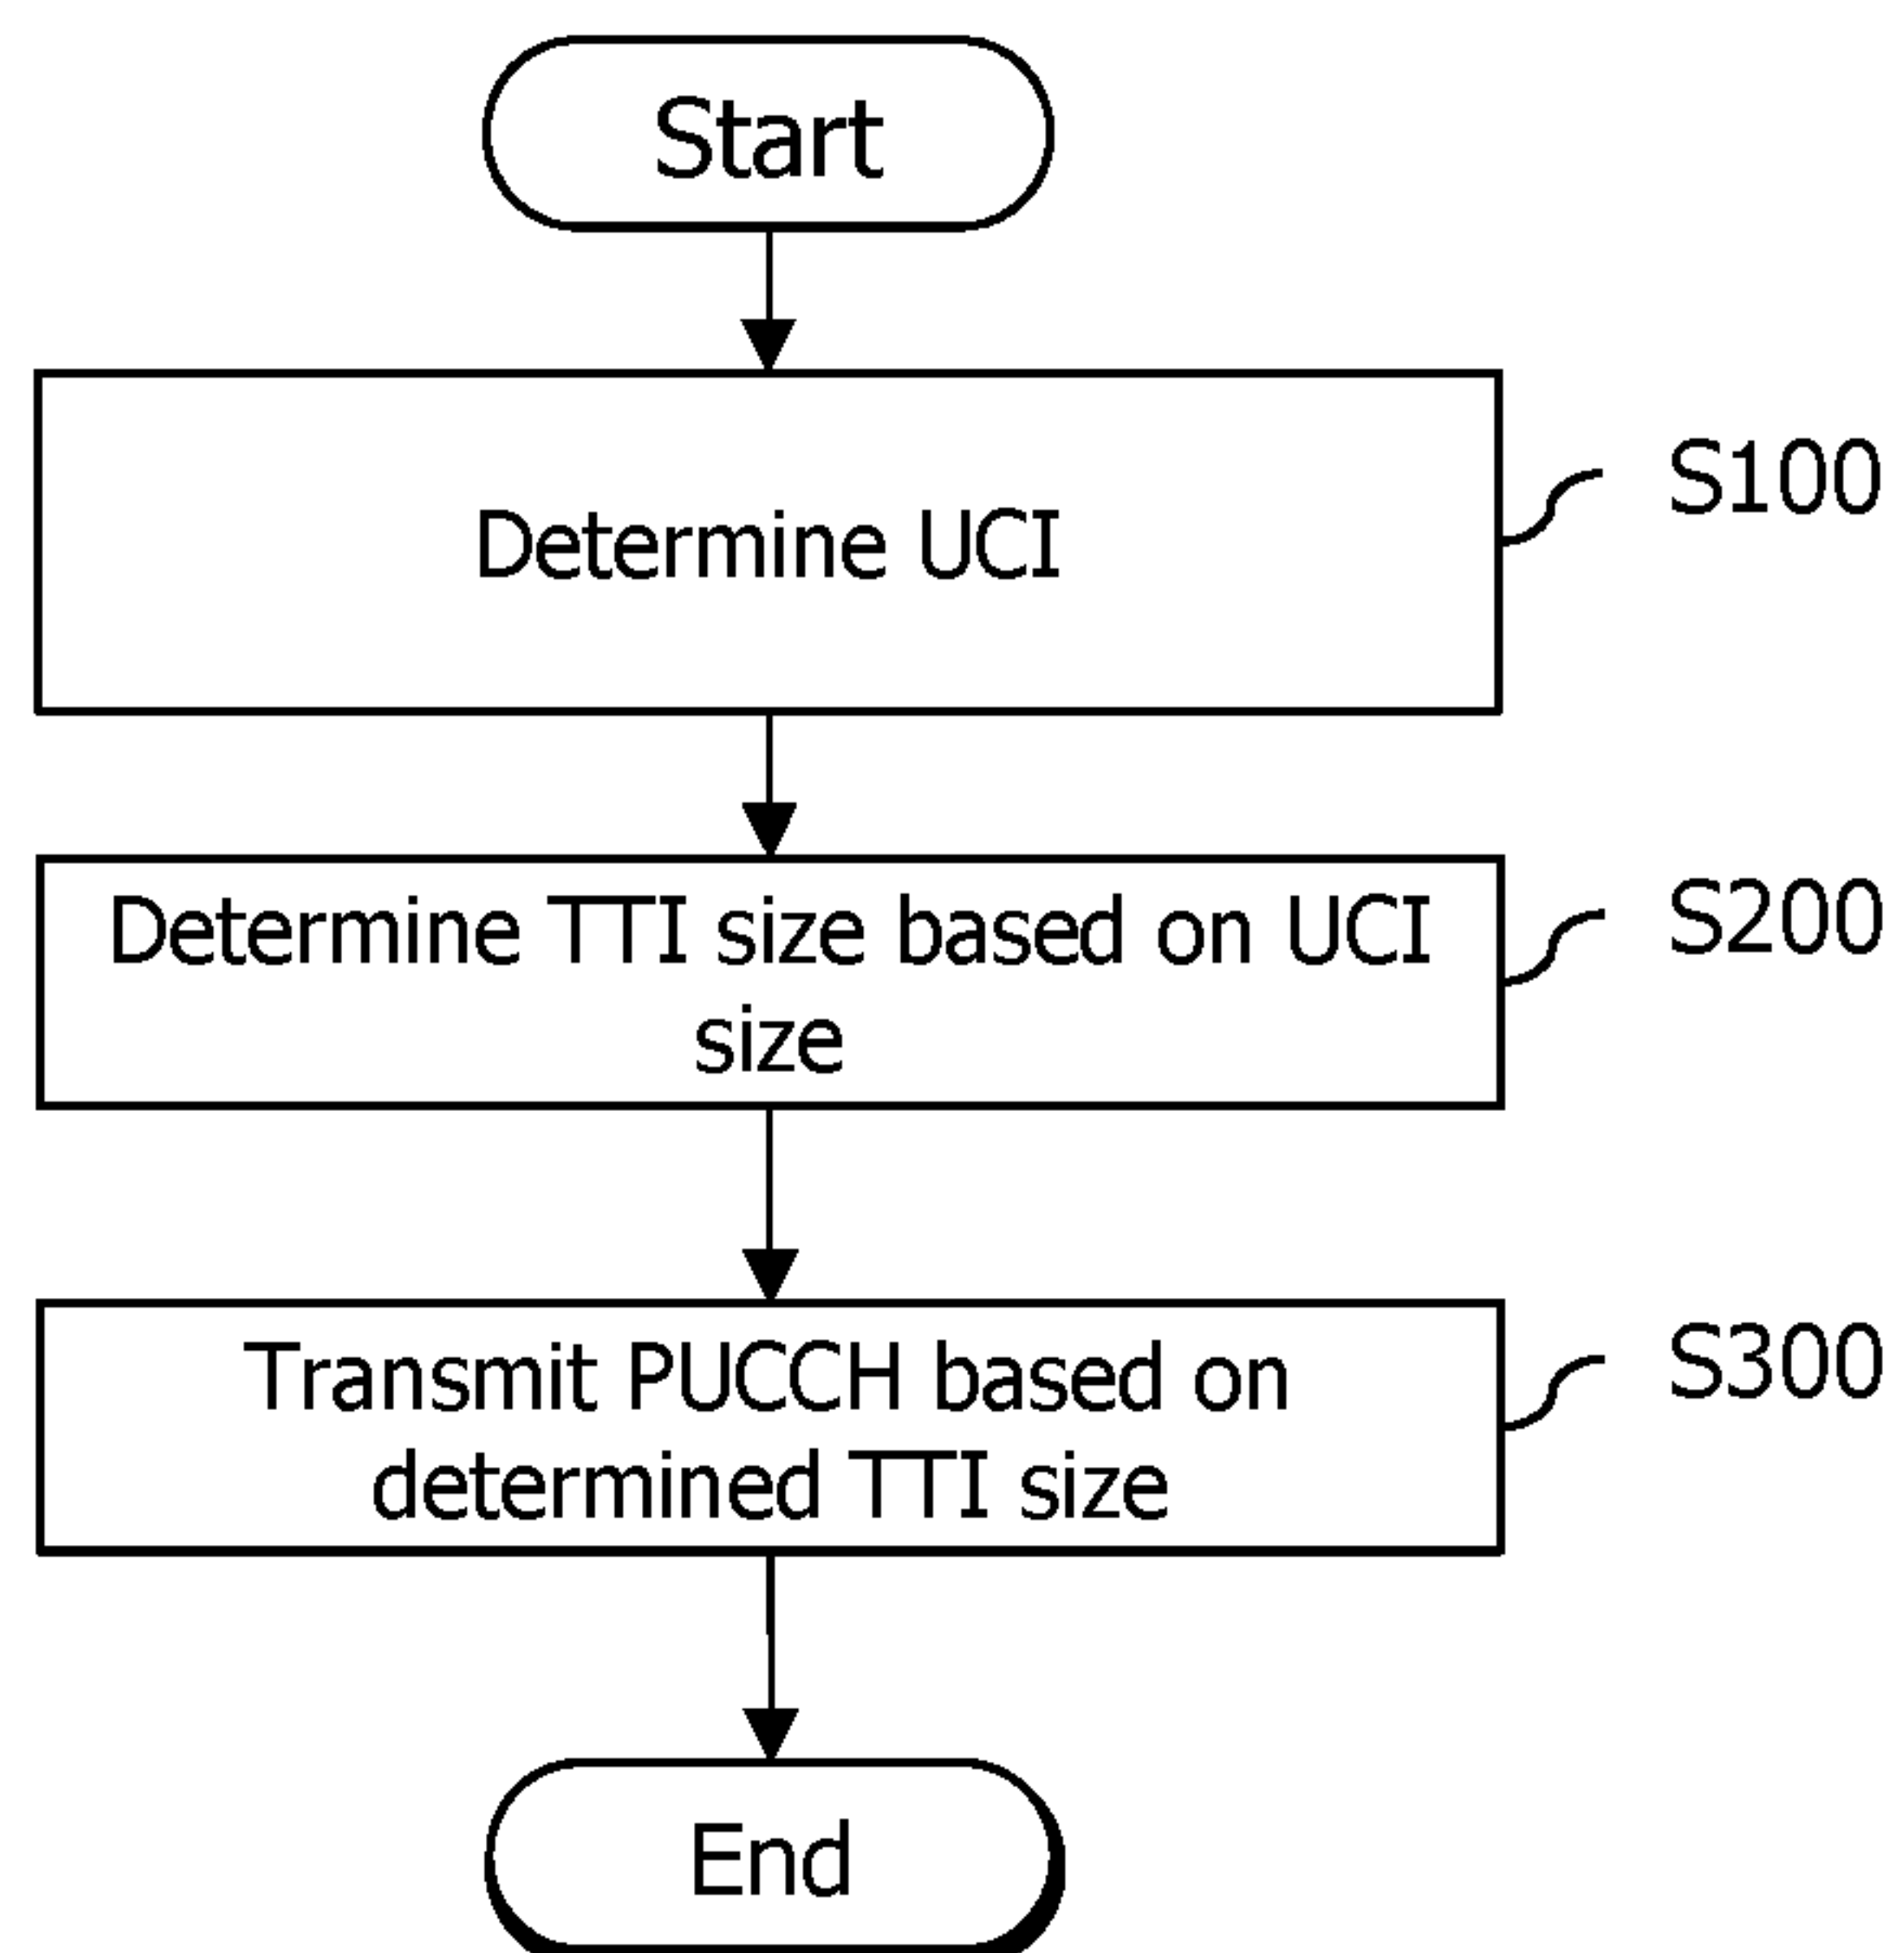 Start
Determine UCI
S100
Determine TTI size based on UCI
size
S200
Transmit PUCCH based on
determined TTI size
S300
End